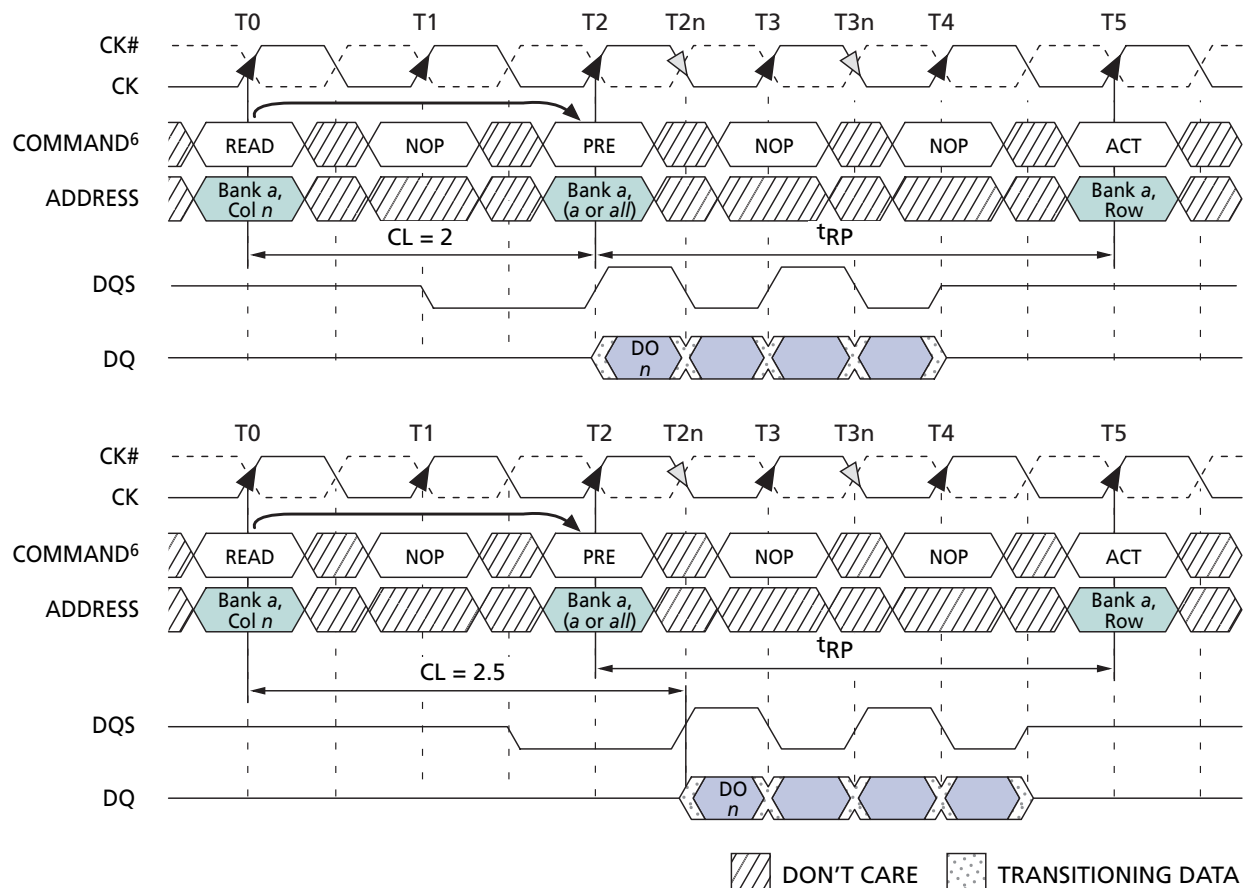 T0 T1 T2 T2n T3 T3n T4 T5
CK#
CK
COMMAND6 READ NOP PRE NOP NOP ACT
ADDRESS Bank a, Col n Bank a, (a or all) Bank a, Row
CL = 2 tRP
DQS
DQ DO n
T0 T1 T2 T2n T3 T3n T4 T5
CK#
CK
COMMAND6 READ NOP PRE NOP NOP ACT
ADDRESS Bank a, Col n Bank a, (a or all) Bank a, Row
tRP
CL = 2.5
DQS
DQ DO n
DON'T CARE TRANSITIONING DATA